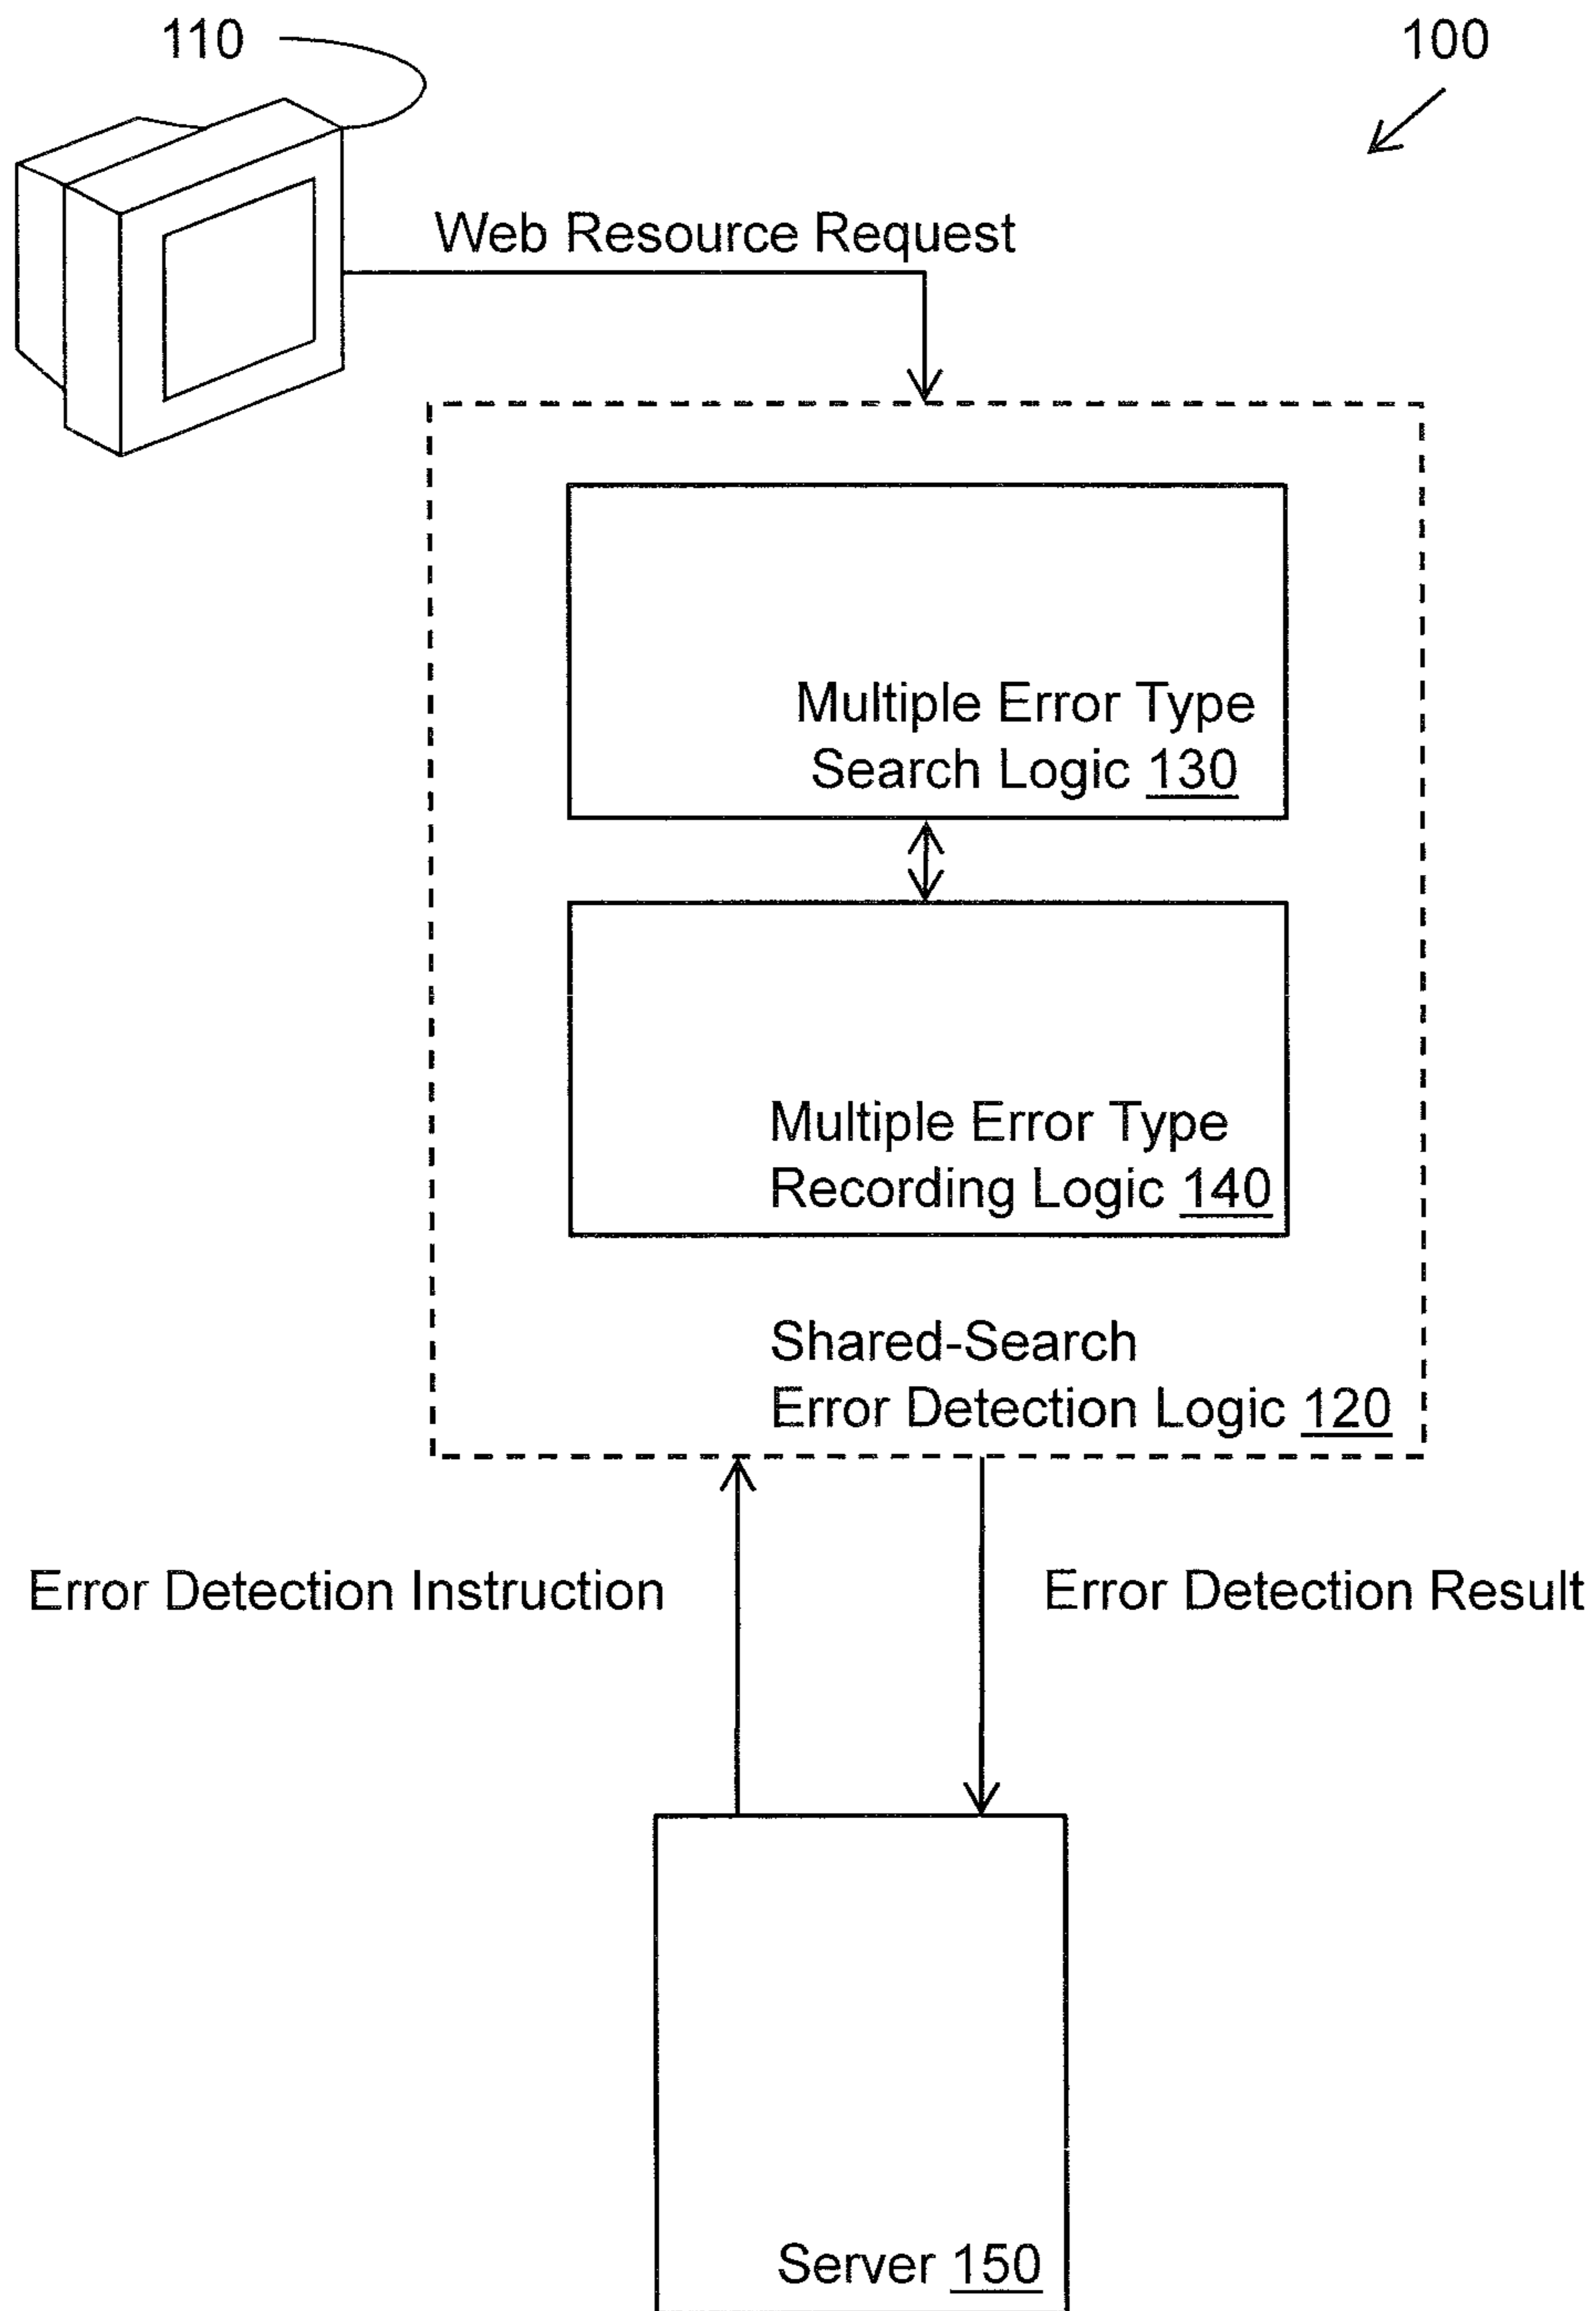 110
100
Web Resource Request
Multiple Error Type
Search Logic 130
Multiple Error Type
Recording Logic 140
Shared-Search
Error Detection Logic 120
Error Detection Instruction
Error Detection Result
Server 150